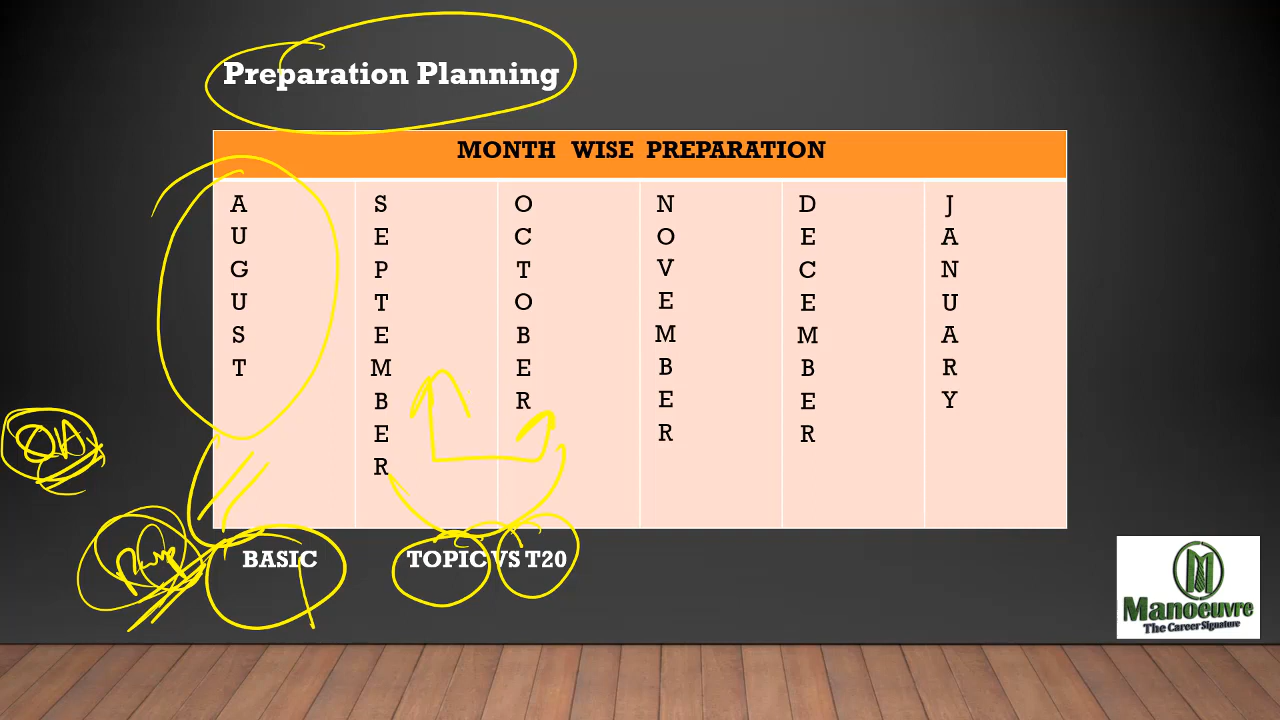 Preparation Planning
MONTH WISE PREPARATION
AUGUST
SEPTEMBER
OCTOBER
NOVEMBER
DECEMBER
JANUARY
BASIC
TOPIC VS T20
Manoeuvre
The Career Signature